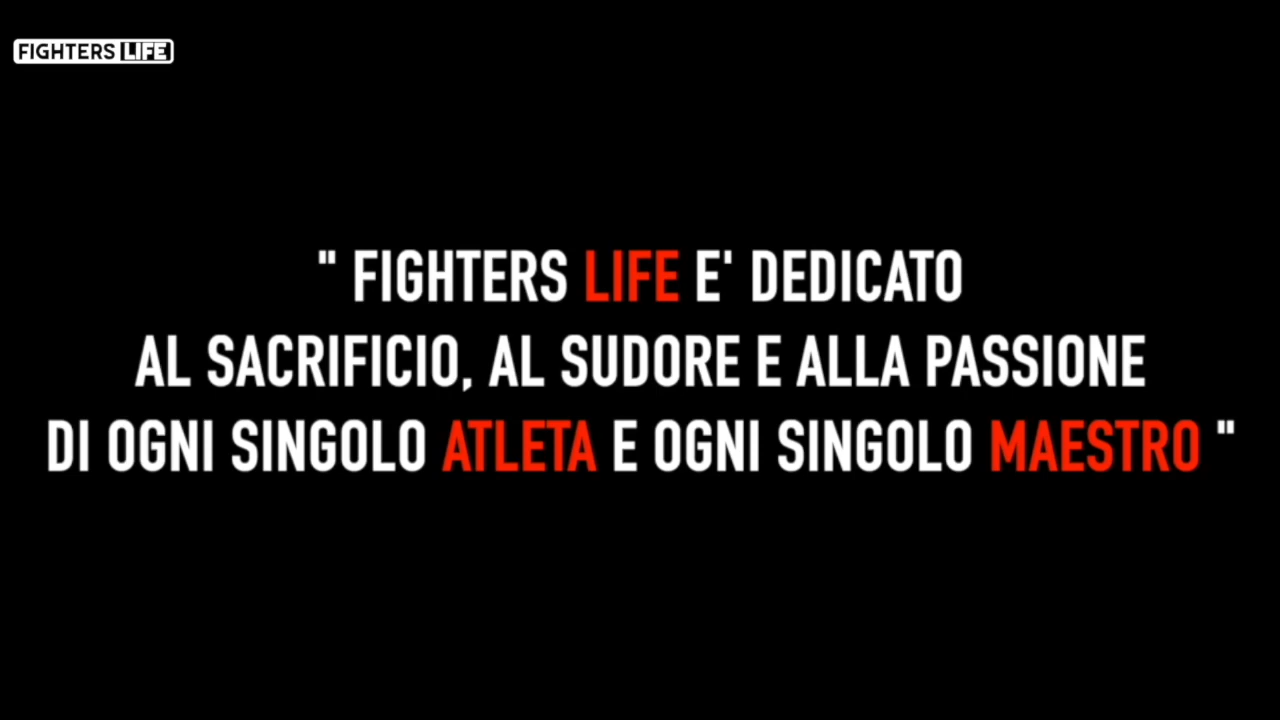 FIGHTERS LIFE
" FIGHTERS LIFE E' DEDICATO
AL SACRIFICIO, AL SUDORE E ALLA PASSIONE
DI OGNI SINGOLO ATLETA E OGNI SINGOLO MAESTRO "